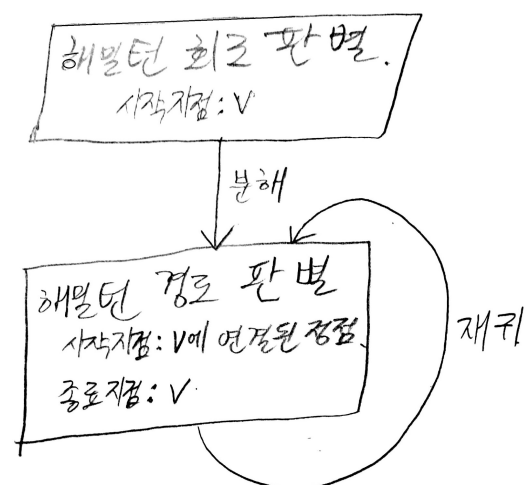 해밀턴 회로 판별.
시작지점: V
분해
해밀턴 경로 판별
시작지점: V에 연결된 정점.
종료지점: V.
재귀